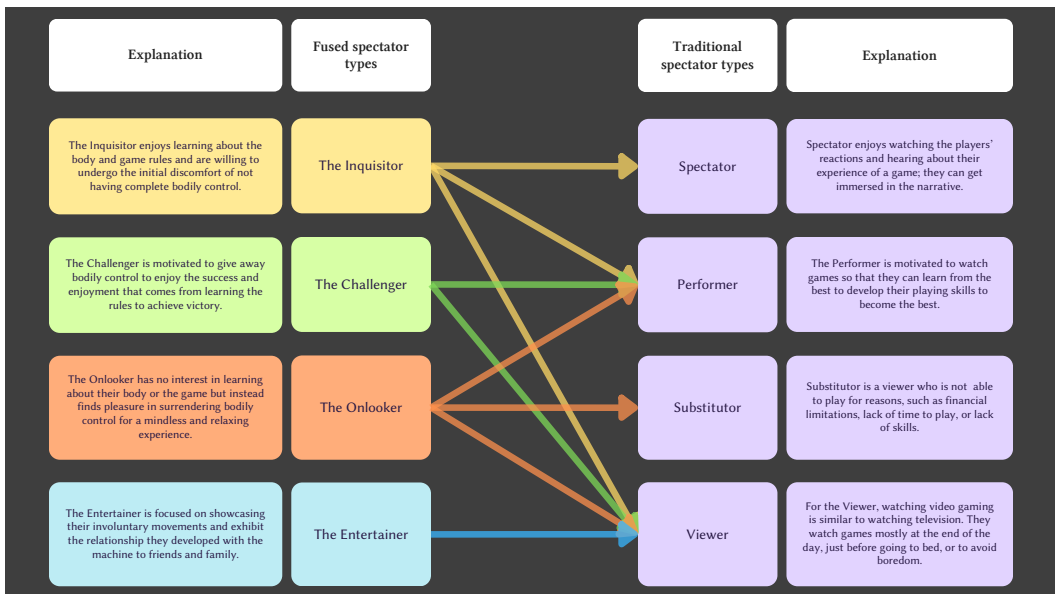 Explanation
Fused spectator
types
Traditional
spectator types
Explanation
The Inquisitor enjoys learning about the
body and game rules and are willing to
undergo the initial discomfort of not
having complete bodily control.
The Inquisitor
Spectator
Spectator enjoys watching the players'
reactions and hearing about their
experience of a game; they can get
immersed in the narrative.
The Challenger is motivated to give away
bodily control to enjoy the success and
enjoyment that comes from learning the
rules to achieve victory.
The Challenger
Performer
The Performer is motivated to watch
games so that they can learn from the
best to develop their playing skills to
become the best.
The Onlooker has no interest in learning
about their body or the game but instead
finds pleasure in surrendering bodily
control for a mindless and relaxing
experience.
The Onlooker
Substitutor
Substitutor is a viewer who is not able
to play for reasons, such as financial
limitations, lack of time to play, or lack
of skills.
The Entertainer is focused on showcasing
their involuntary movements and exhibit
the relationship they developed with the
machine to friends and family.
The Entertainer
Viewer
For the Viewer, watching video gaming
is similar to watching television. They
watch games mostly at the end of the
day, just before going to bed, or to avoid
boredom.